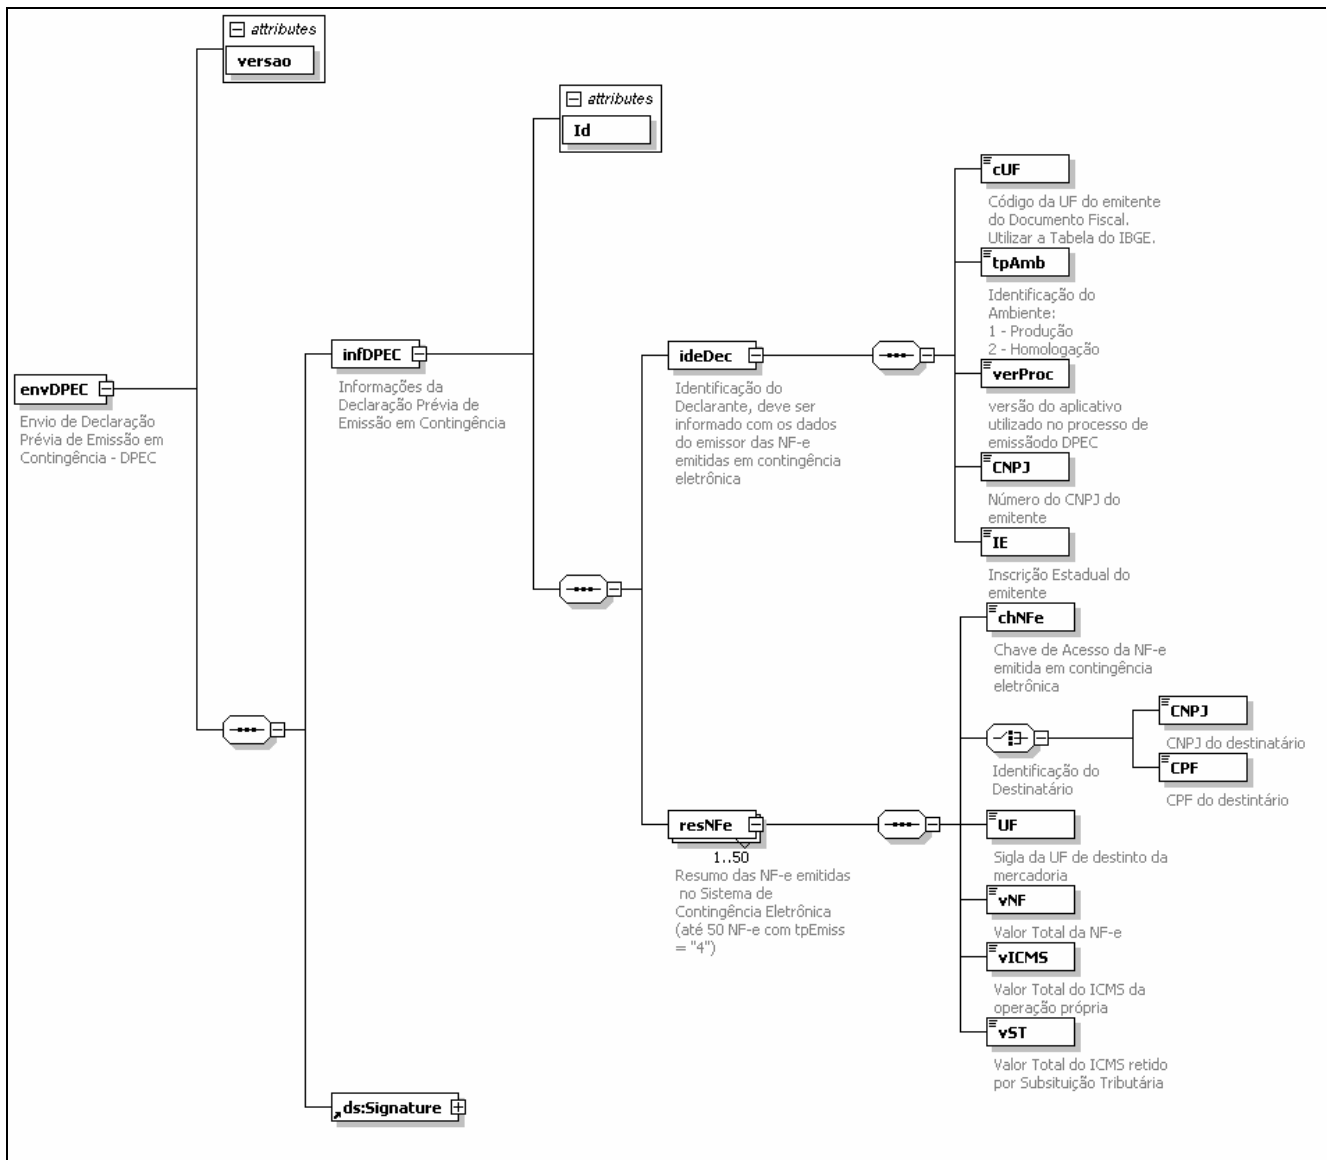 attributes
versao
attributes
Id
envDPEC
Envio de Declaração
Prévia de Emissão em
Contingência - DPEC
infDPEC
Informações da
Declaração Prévia de
Emissão em Contingência
ideDec
Identificação do
Declarante, deve ser
informado com os dados
do emissor das NF-e
emitidas em contingência
eletrônica
cUF
Código da UF do emitente
do Documento Fiscal.
Utilizar a Tabela do IBGE.
tpAmb
Identificação do
Ambiente:
1 - Produção
2 - Homologação
verProc
versão do aplicativo
utilizado no processo de
emissãodo DPEC
CNPJ
Número do CNPJ do
emitente
IE
Inscrição Estadual do
emitente
resNFe
1..50
Resumo das NF-e emitidas
no Sistema de
Contingência Eletrônica
(até 50 NF-e com tpEmiss
= "4")
chNFe
Chave de Acesso da NF-e
emitida em contingência
eletrônica
Identificação do
Destinatário
CNPJ
CNPJ do destinatário
CPF
CPF do destintário
UF
Sigla da UF de destinto da
mercadoria
vNF
Valor Total da NF-e
vICMS
Valor Total do ICMS da
operação própria
vST
Valor Total do ICMS retido
por Subsituição Tributária
ds:Signature